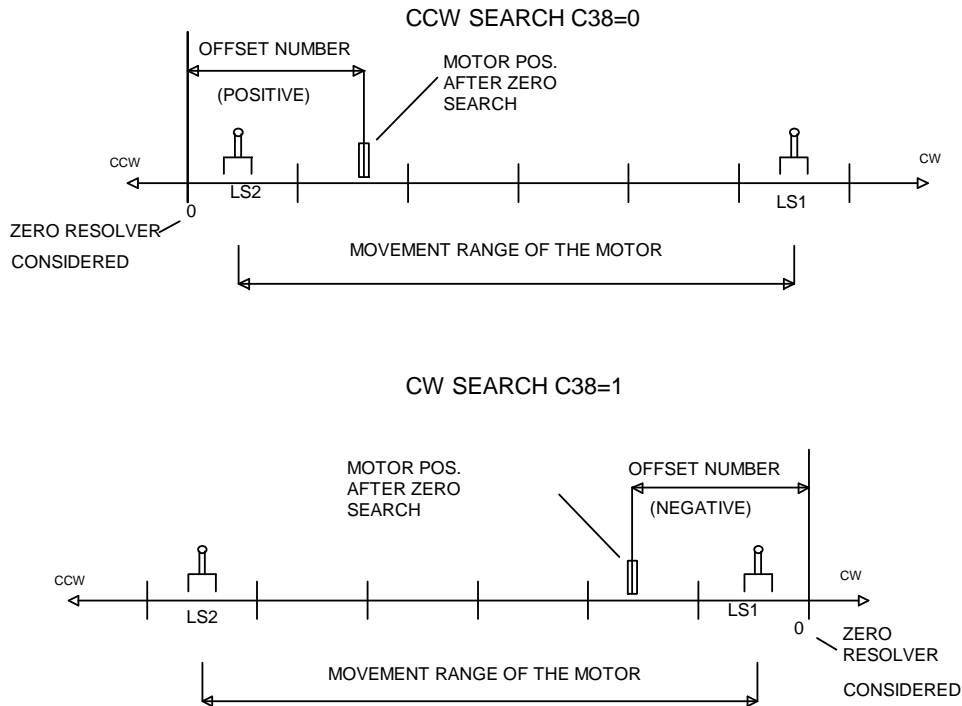 CCW SEARCH C38=0
OFFSET NUMBER
(POSITIVE)
MOTOR POS.
AFTER ZERO
SEARCH
CCW
CW
LS2
LS1
0
ZERO RESOLVER
CONSIDERED
MOVEMENT RANGE OF THE MOTOR
CW SEARCH C38=1
MOTOR POS.
AFTER ZERO
SEARCH
OFFSET NUMBER
(NEGATIVE)
CCW
CW
LS2
LS1
0
ZERO
RESOLVER
CONSIDERED
MOVEMENT RANGE OF THE MOTOR